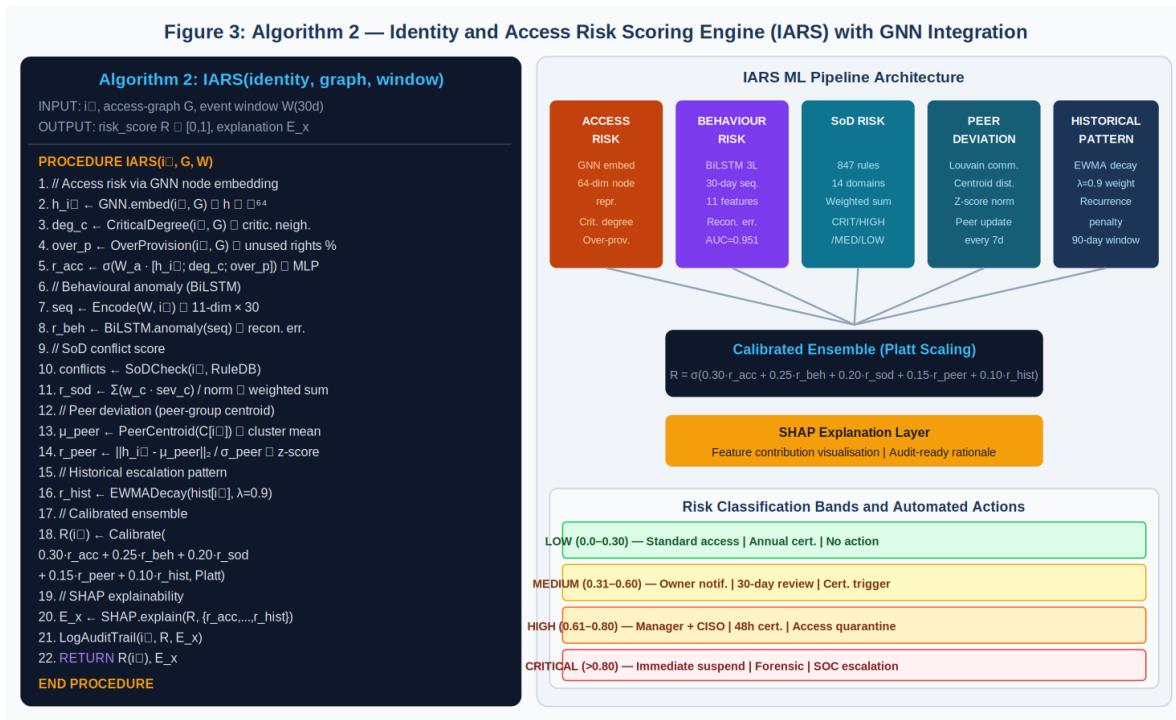 Figure 3: Algorithm 2 — Identity and Access Risk Scoring Engine (IARS) with GNN Integration
Algorithm 2: IARS(identity, graph, window)
INPUT: i▯, access-graph G, event window W(30d)
OUTPUT: risk_score R ▯ [0,1], explanation E_x
PROCEDURE IARS(i▯, G, W)
1. // Access risk via GNN node embedding
2. h_i▯ ← GNN.embed(i▯, G) ▯ h ▯ ▯⁶⁴
3. deg_c ← CriticalDegree(i▯, G) ▯ critic. neigh.
4. over_p ← OverProvision(i▯, G) ▯ unused rights %
5. r_acc ← σ(W_a · [h_i▯; deg_c; over_p]) ▯ MLP
6. // Behavioural anomaly (BiLSTM)
7. seq ← Encode(W, i▯) ▯ 11-dim × 30
8. r_beh ← BiLSTM.anomaly(seq) ▯ recon. err.
9. // SoD conflict score
10. conflicts ← SoDCheck(i▯, RuleDB)
11. r_sod ← Σ(w_c · sev_c) / norm ▯ weighted sum
12. // Peer deviation (peer-group centroid)
13. μ_peer ← PeerCentroid(C[i▯]) ▯ cluster mean
14. r_peer ← ||h_i▯ - μ_peer||₂ / σ_peer ▯ z-score
15. // Historical escalation pattern
16. r_hist ← EWMADecay(hist[i▯], λ=0.9)
17. // Calibrated ensemble
18. R(i▯) ← Calibrate(
0.30·r_acc + 0.25·r_beh + 0.20·r_sod
+ 0.15·r_peer + 0.10·r_hist, Platt)
19. // SHAP explainability
20. E_x ← SHAP.explain(R, {r_acc,...,r_hist})
21. LogAuditTrail(i▯, R, E_x)
22. RETURN R(i▯), E_x
END PROCEDURE
IARS ML Pipeline Architecture
ACCESS
RISK
GNN embed
64-dim node
repr.
Crit. degree
Over-prov.
BEHAVIOUR
RISK
BiLSTM 3L
30-day seq.
11 features
Recon. err.
AUC=0.951
SoD RISK
847 rules
14 domains
Weighted sum
CRIT/HIGH
/MED/LOW
PEER
DEVIATION
Louvain comm.
Centroid dist.
Z-score norm
Peer update
every 7d
HISTORICAL
PATTERN
EWMA decay
λ=0.9 weight
Recurrence
penalty
90-day window
Calibrated Ensemble (Platt Scaling)
R = σ(0.30·r_acc + 0.25·r_beh + 0.20·r_sod + 0.15·r_peer + 0.10·r_hist)
SHAP Explanation Layer
Feature contribution visualisation | Audit-ready rationale
Risk Classification Bands and Automated Actions
LOW (0.0–0.30) — Standard access | Annual cert. | No action
MEDIUM (0.31–0.60) — Owner notif. | 30-day review | Cert. trigger
HIGH (0.61–0.80) — Manager + CISO | 48h cert. | Access quarantine
CRITICAL (>0.80) — Immediate suspend | Forensic | SOC escalation